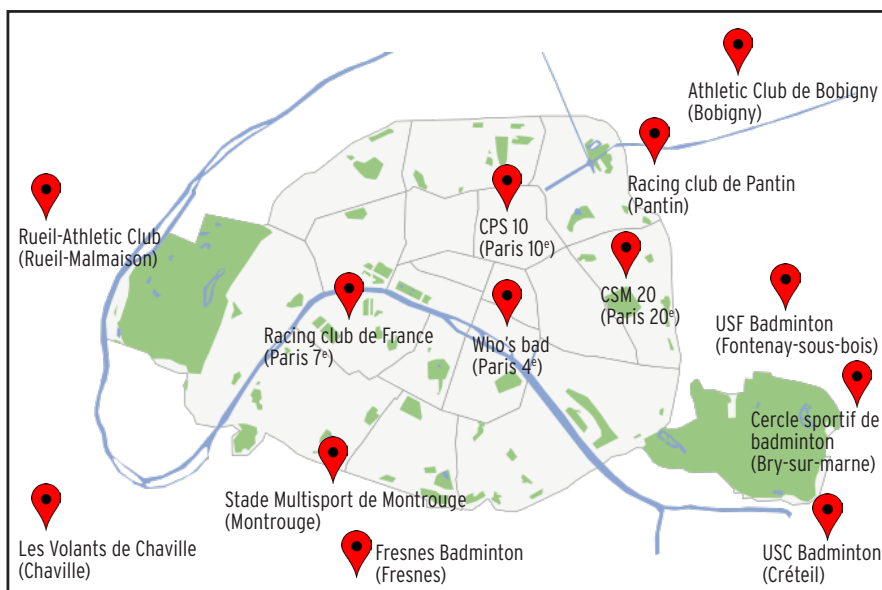 Athletic Club de Bobigny
(Bobigny)
Racing club de Pantin
(Pantin)
Rueil-Athletic Club
(Rueil-Malmaison)
CPS 10
(Paris 10ᵉ)
CSM 20
(Paris 20ᵉ)
Racing club de France
(Paris 7ᵉ)
Who's bad
(Paris 4ᵉ)
USF Badminton
(Fontenay-sous-bois)
Cercle sportif de
badminton
(Bry-sur-marne)
Stade Multisport de Montrouge
(Montrouge)
Les Volants de Chaville
(Chaville)
Fresnes Badminton
(Fresnes)
USC Badminton
(Créteil)